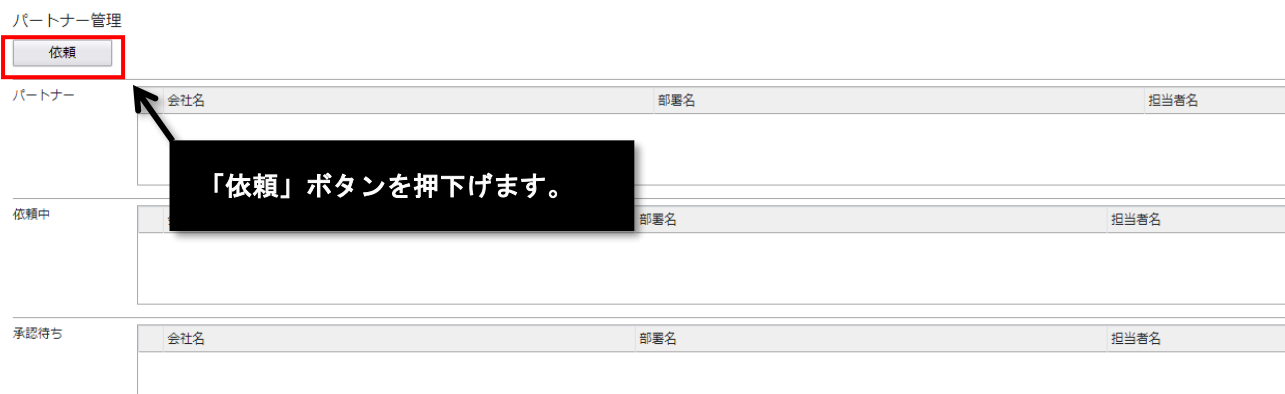 パートナー管理
依頼
パートナー
会社名 部署名 担当者名
「依頼」ボタンを押下げます。
依頼中
部署名 担当者名
承認待ち
会社名 部署名 担当者名